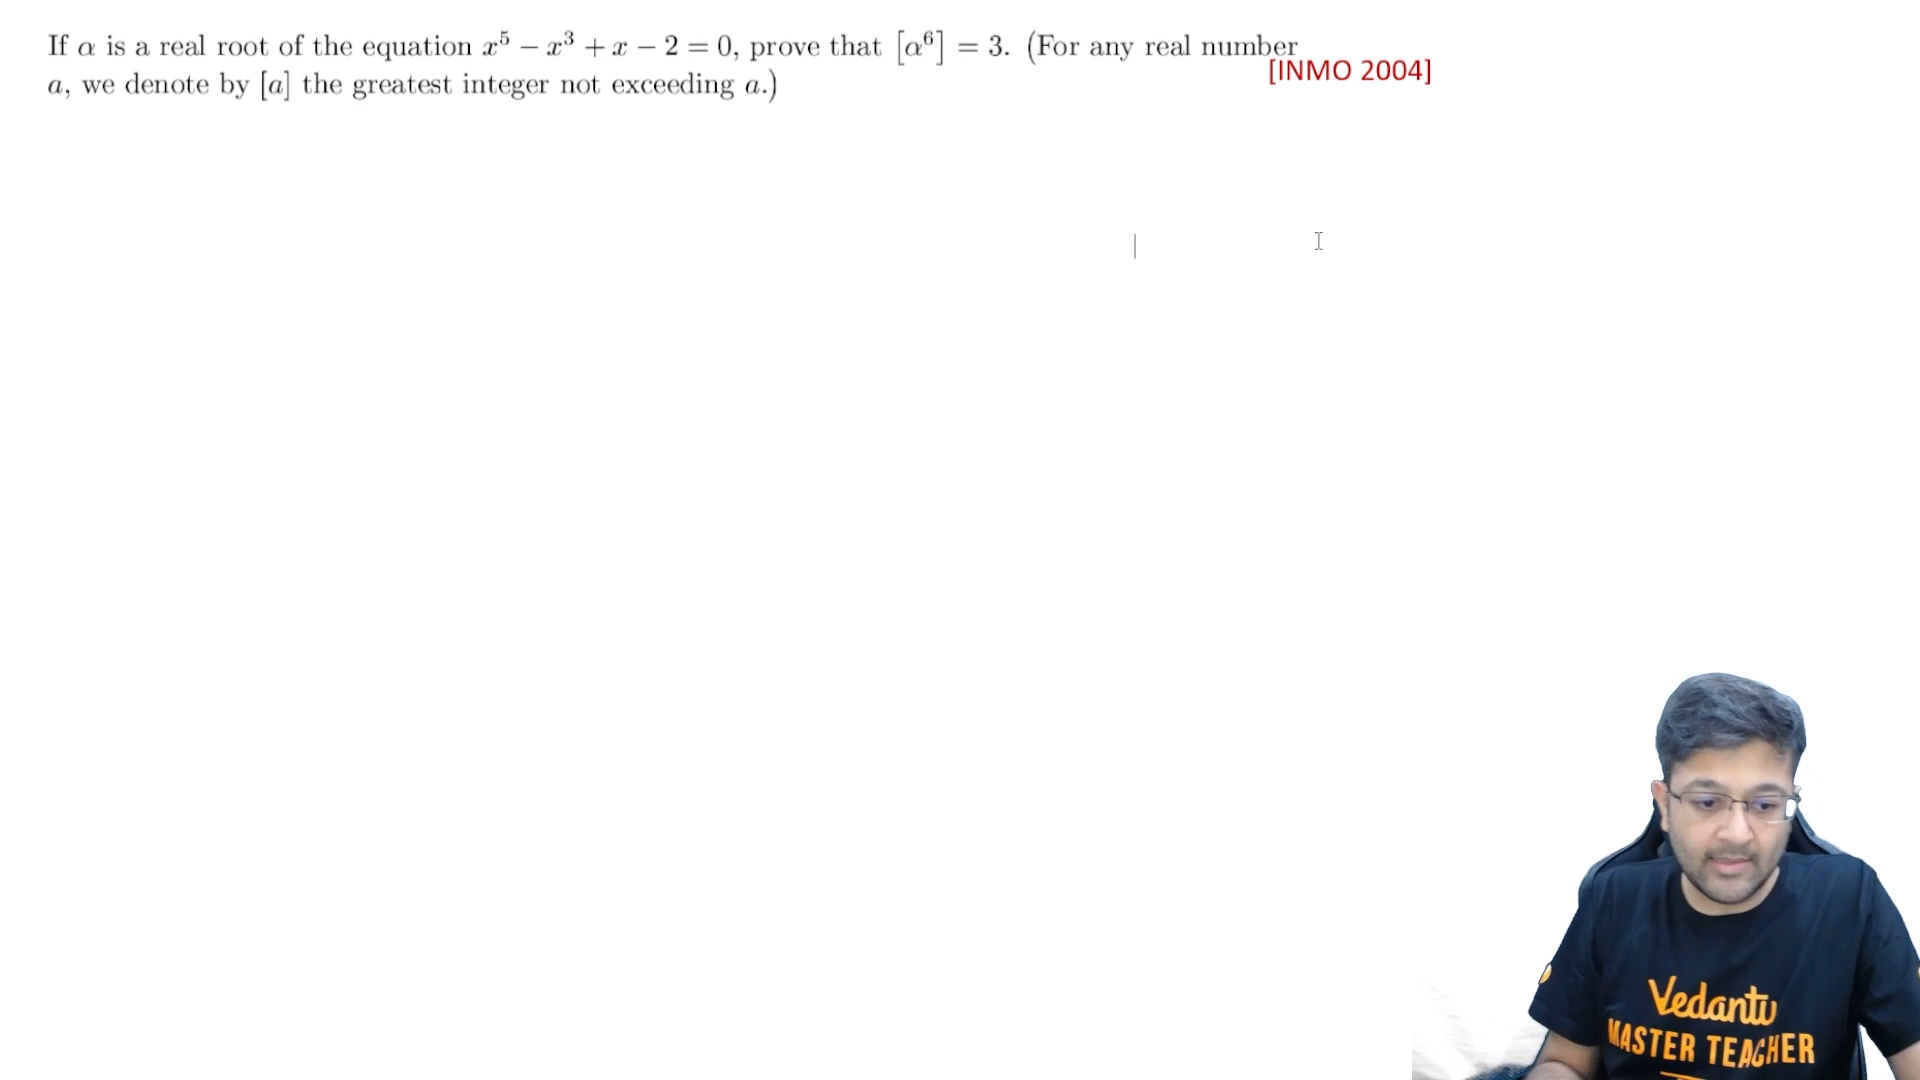 If α is a real root of the equation x⁵ − x³ + x − 2 = 0, prove that [α⁶] = 3. (For any real number
[INMO 2004]
a, we denote by [a] the greatest integer not exceeding a.)
Vedantu
MASTER TEACHER